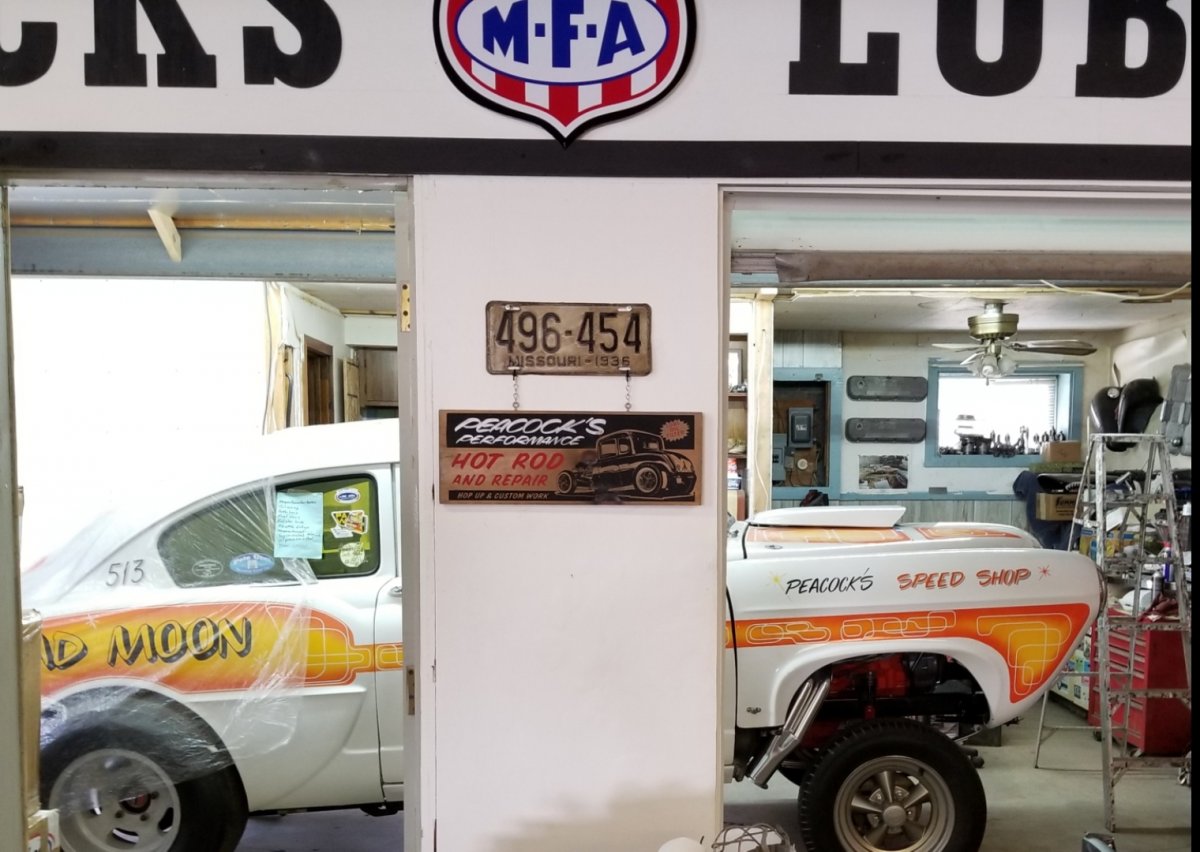 CKS
M·F·A
LUB
496-454
MISSOURI-1936
PEACOCK'S
PERFORMANCE
HOT ROD
AND REPAIR
HOP UP & CUSTOM WORK
513
MOON
PEACOCK'S SPEED SHOP